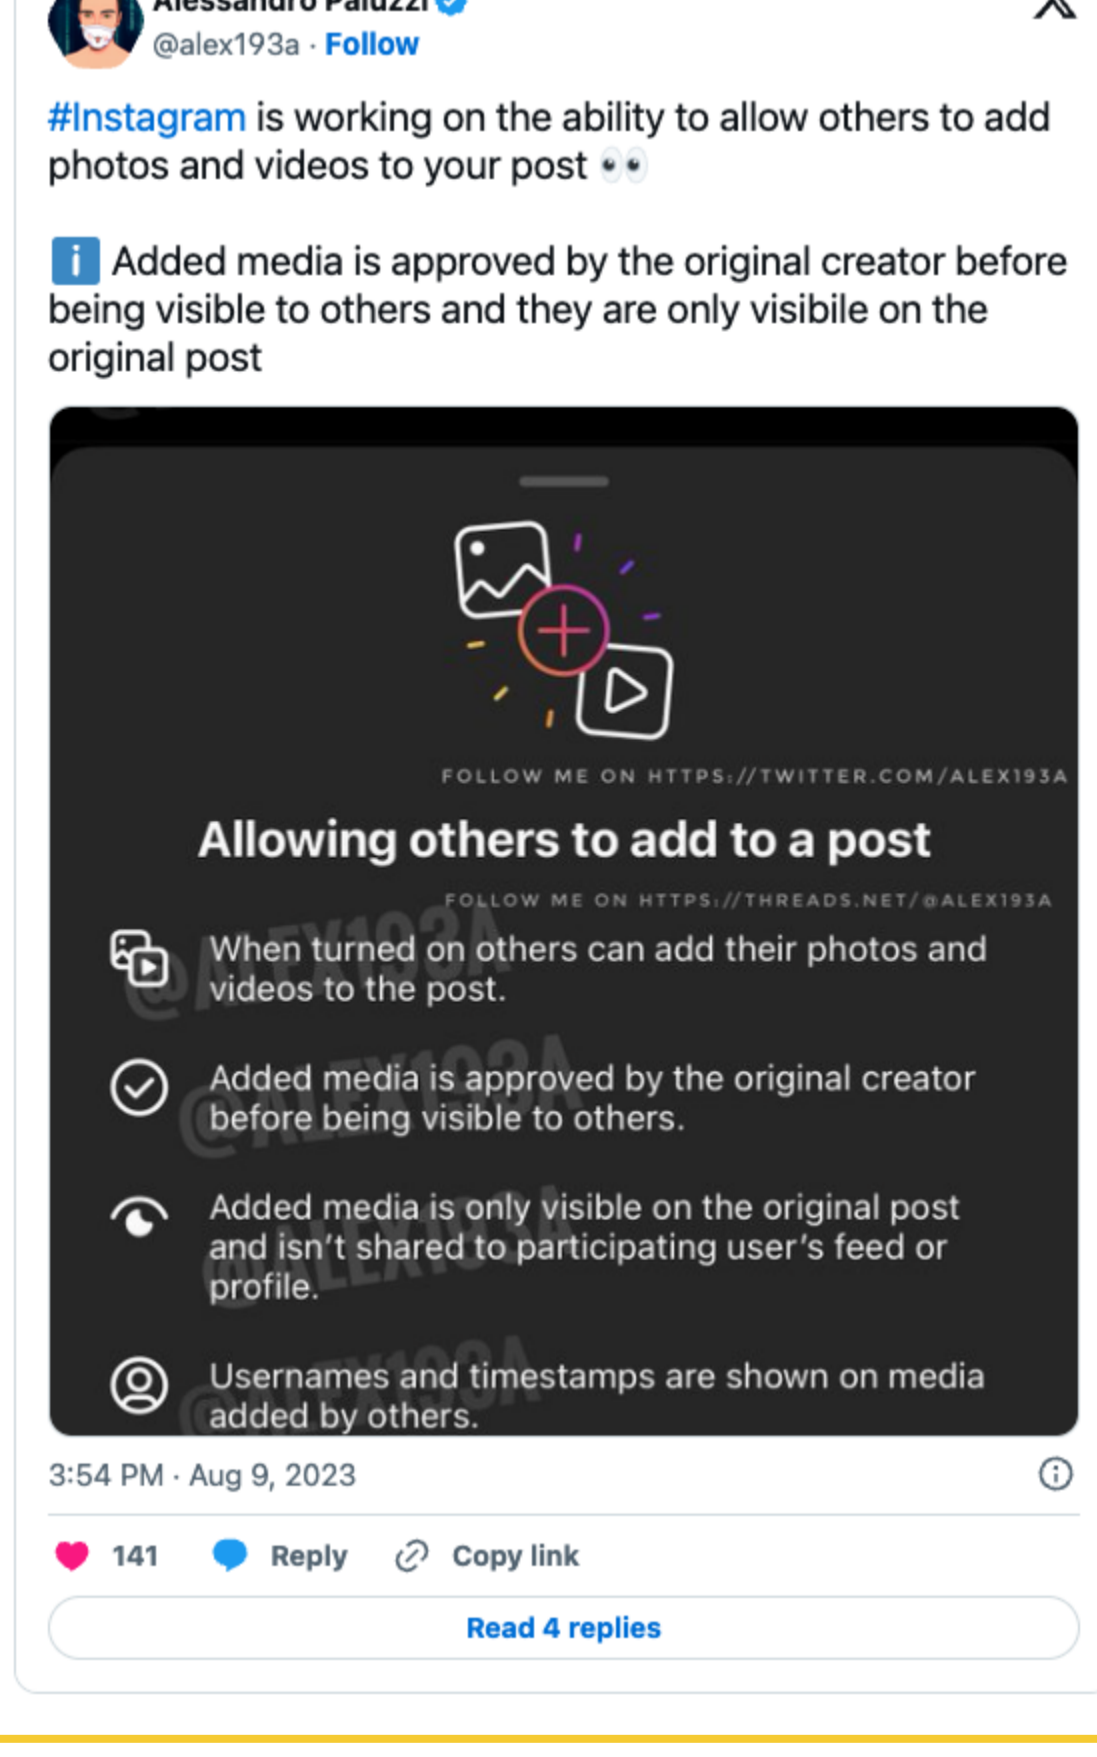 Alessandro Paluzzi
@alex193a · Follow
#Instagram is working on the ability to allow others to add
photos and videos to your post 👀
ℹ️ Added media is approved by the original creator before
being visible to others and they are only visibile on the
original post
FOLLOW ME ON HTTPS://TWITTER.COM/ALEX193A
Allowing others to add to a post
FOLLOW ME ON HTTPS://THREADS.NET/@ALEX193A
@ALEX193A
When turned on others can add their photos and
videos to the post.
@ALEX193A
Added media is approved by the original creator
before being visible to others.
@ALEX193A
Added media is only visible on the original post
and isn't shared to participating user's feed or
profile.
@ALEX193A
Usernames and timestamps are shown on media
added by others.
3:54 PM · Aug 9, 2023
141 Reply Copy link
Read 4 replies